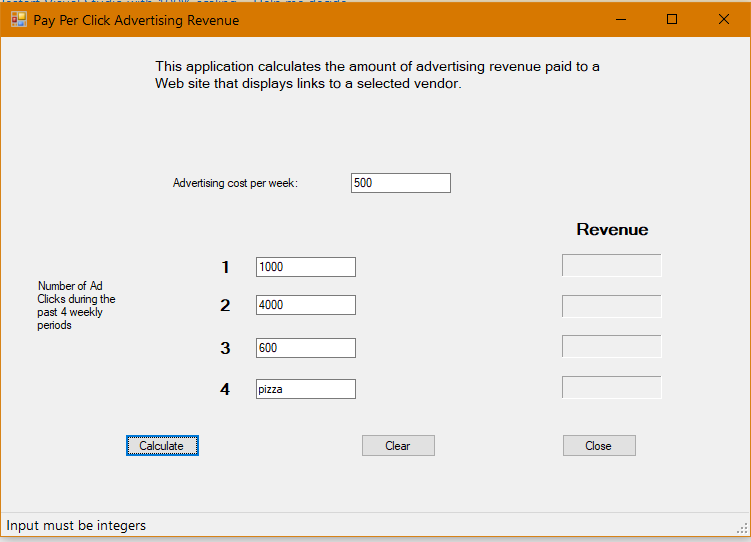 Pay Per Click Advertising Revenue
This application calculates the amount of advertising revenue paid to a
Web site that displays links to a selected vendor.
Advertising cost per week:
500
Revenue
Number of Ad
Clicks during the
past 4 weekly
periods
1
1000
2
4000
3
600
4
pizza
Calculate
Clear
Close
Input must be integers